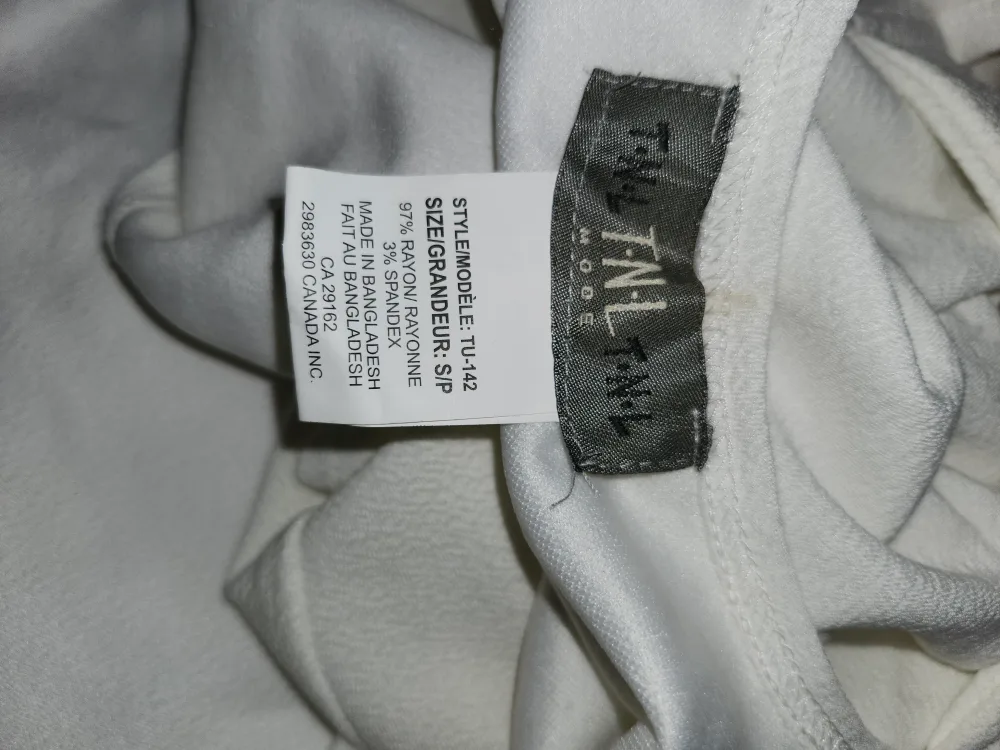 T·N·L
T·N·L
MODE
T·N·L
STYLE/MODÈLE: TU-142
SIZE/GRANDEUR: S/P
97% RAYON/ RAYONNE
3% SPANDEX
MADE IN BANGLADESH
FAIT AU BANGLADESH
CA 29162
2983630 CANADA INC.